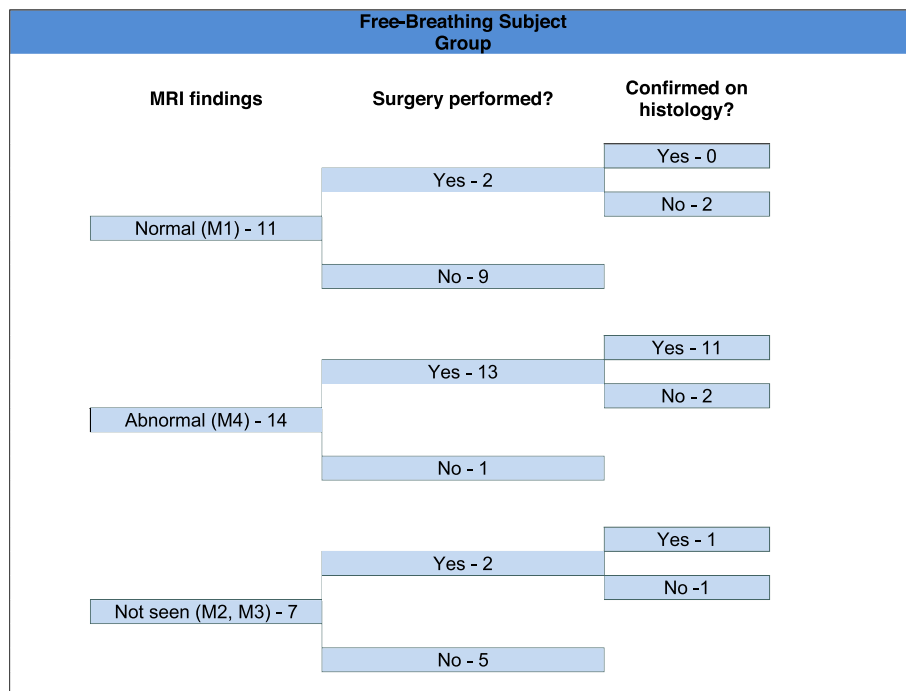 Free-Breathing Subject
Group
MRI findings
Surgery performed?
Confirmed on
histology?
Yes - 0
Yes - 2
No - 2
Normal (M1) - 11
No - 9
Yes - 11
Yes - 13
No - 2
Abnormal (M4) - 14
No - 1
Yes - 1
Yes - 2
No -1
Not seen (M2, M3) - 7
No - 5